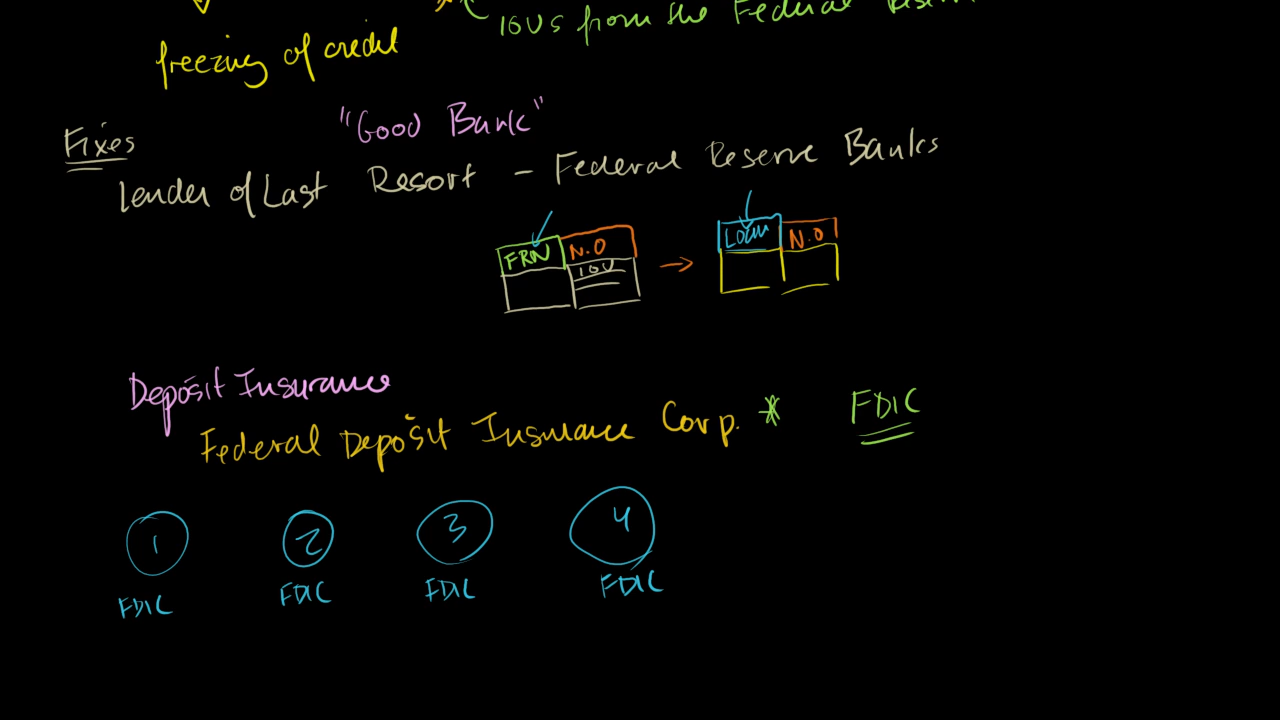 IOUs from the Federal Reserve
freezing of credit
"Good Bank"
Fixes
Lender of Last Resort - Federal Reserve Banks
FRN N.O → Loan N.O
IOU
Deposit Insurance
Federal Deposit Insurance Corp. * FDIC
1 2 3 4
FDIC FDIC FDIC FDIC